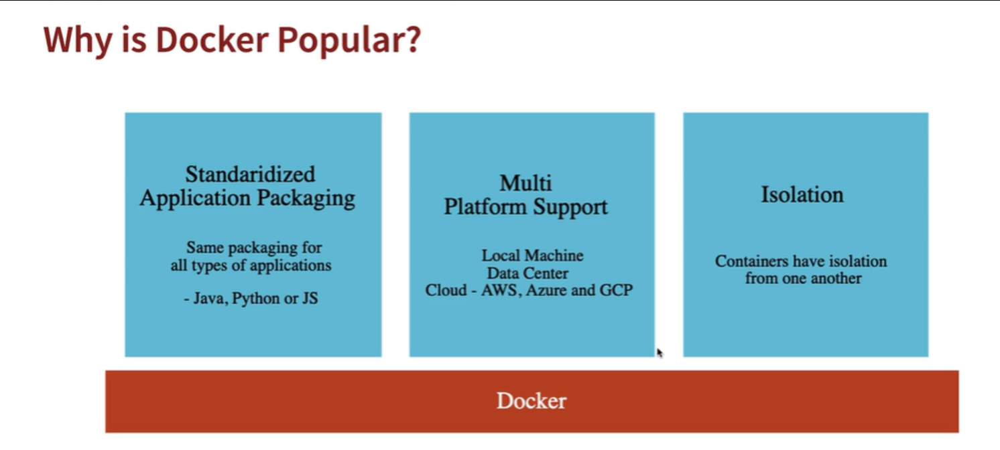 Why is Docker Popular?
Standaridized
Application Packaging
Same packaging for
all types of applications
- Java, Python or JS
Multi
Platform Support
Local Machine
Data Center
Cloud - AWS, Azure and GCP
Isolation
Containers have isolation
from one another
Docker